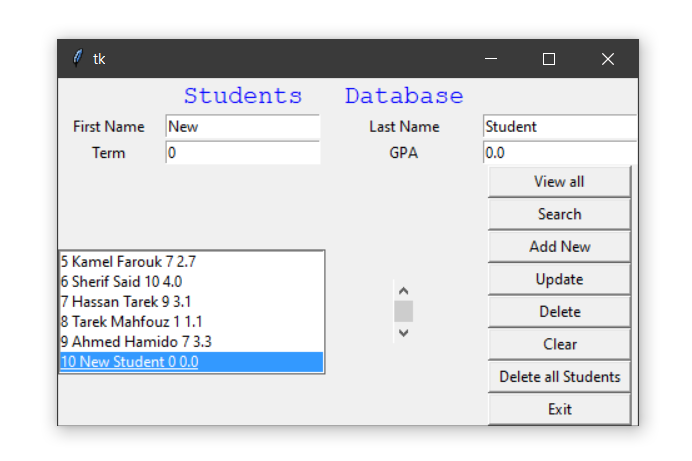 tk
Students Database
First Name New Last Name Student
Term 0 GPA 0.0
View all
Search
Add New
Update
Delete
Clear
Delete all Students
Exit
5 Kamel Farouk 7 2.7
6 Sherif Said 10 4.0
7 Hassan Tarek 9 3.1
8 Tarek Mahfouz 1 1.1
9 Ahmed Hamido 7 3.3
10 New Student 0 0.0